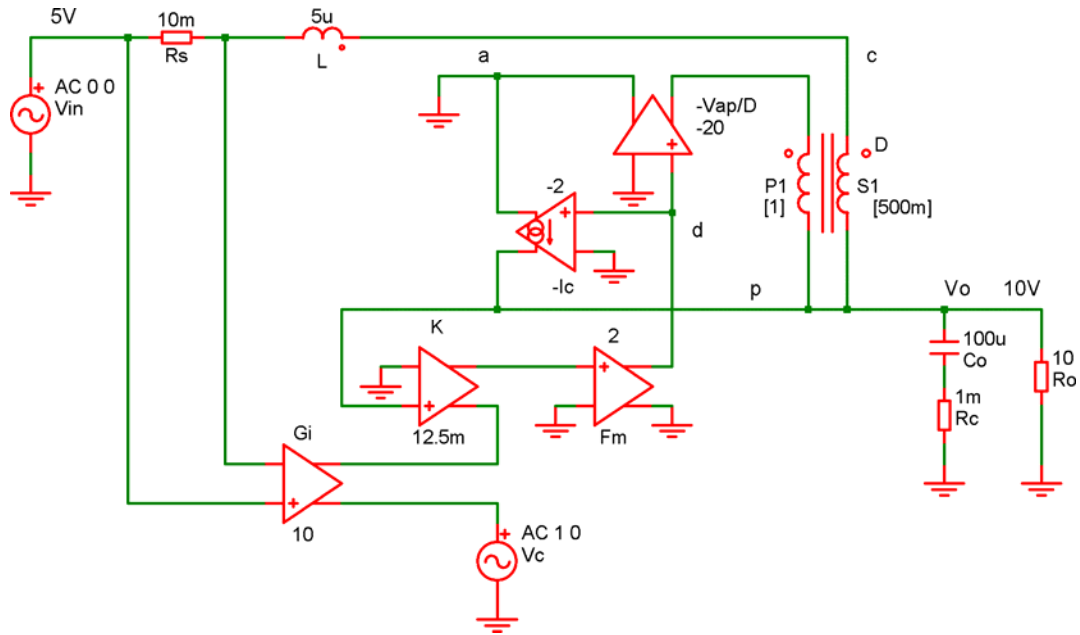 5V
10m
Rs
5u
L
a
c
AC 0 0
Vin
-Vap/D
-20
D
P1
[1]
S1
[500m]
-2
d
-Ic
p
Vo
10V
K
2
100u
Co
10
Ro
1m
Rc
12.5m
Fm
Gi
10
AC 1 0
Vc